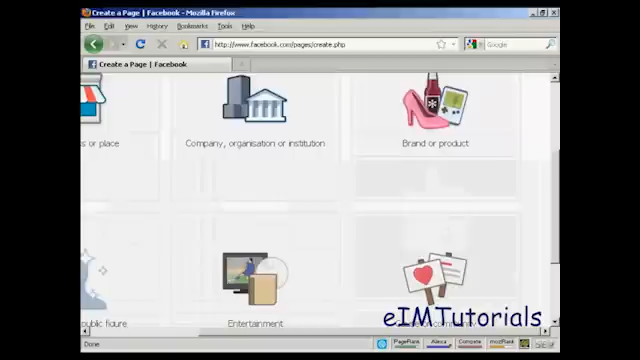 Create a Page | Facebook - Mozilla Firefox
File Edit View History Bookmarks Tools Help
http://www.facebook.com/pages/create.php
Google
Create a Page | Facebook
s or place
Company, organisation or institution
Brand or product
public figure
Entertainment
eIMTutorials
Done
PageRank
Alexa
Compete
mozRank